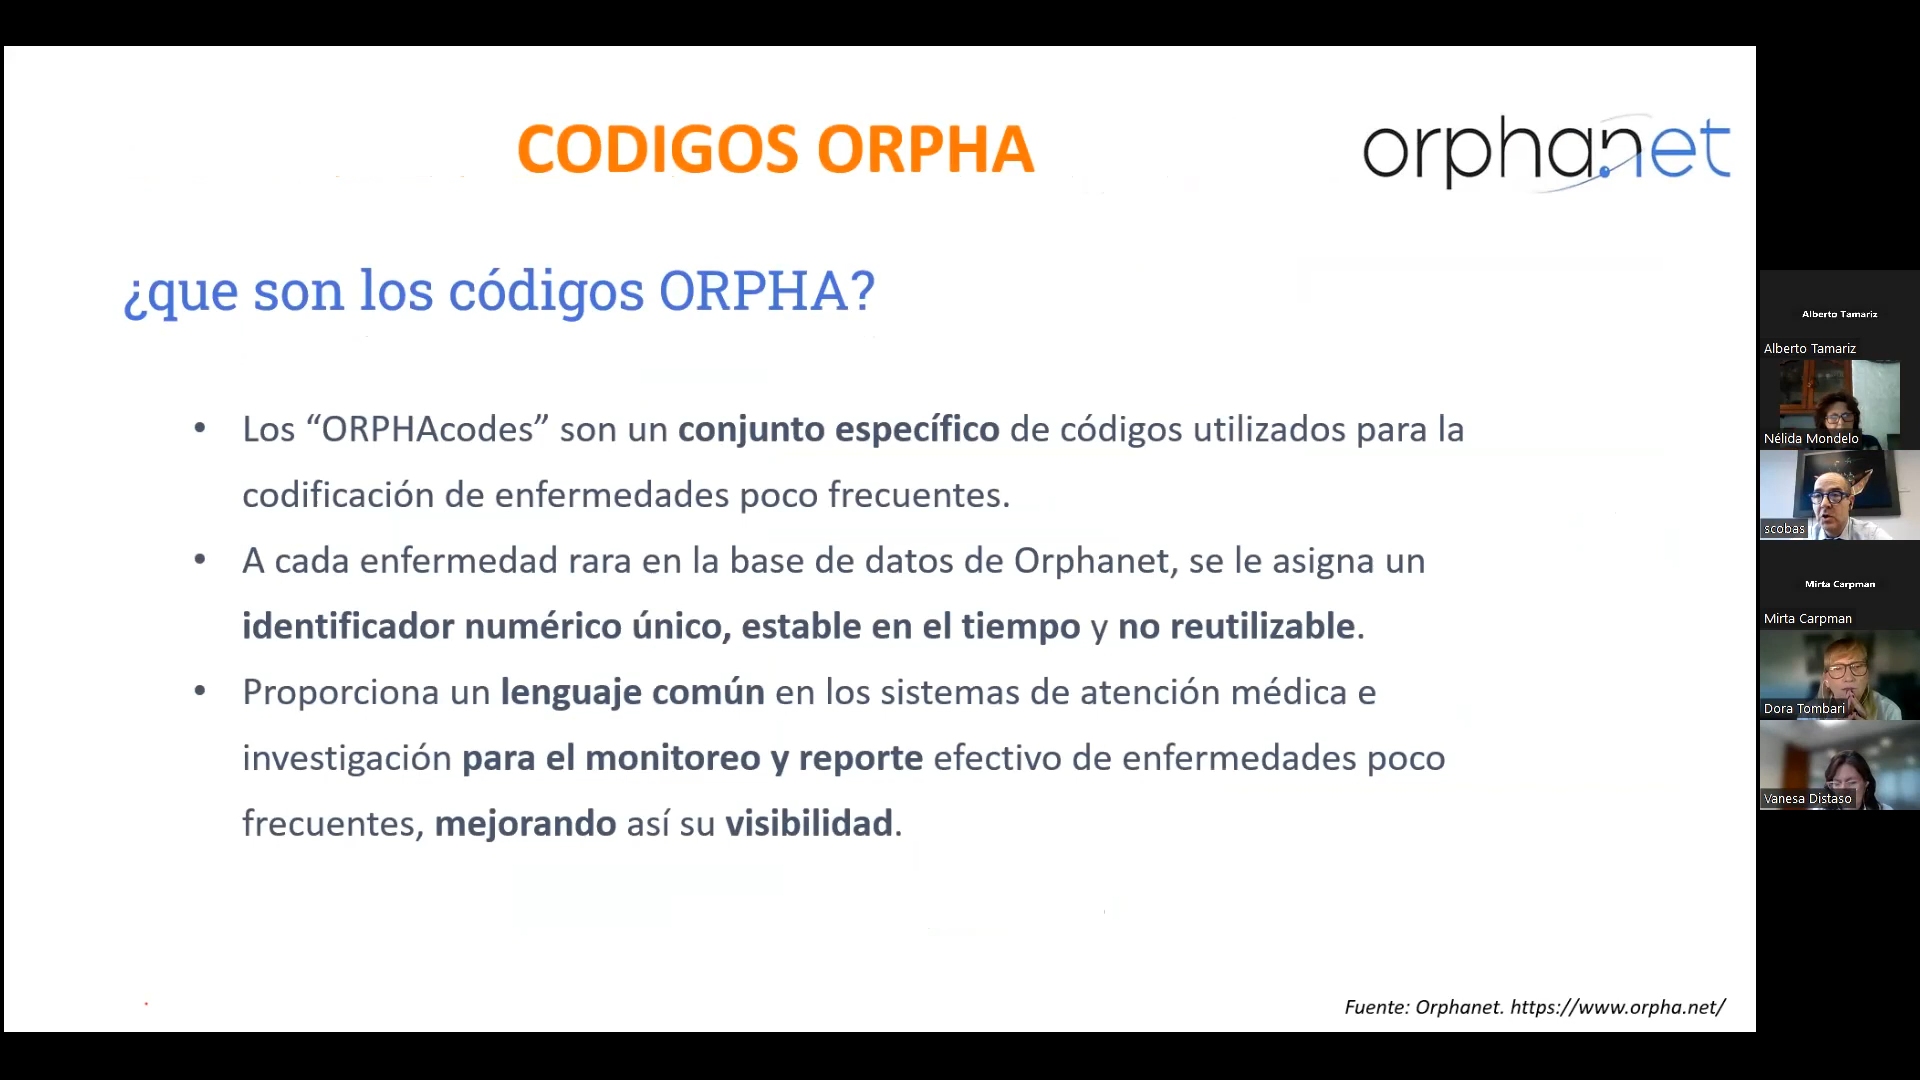 CODIGOS ORPHA
orphanet
¿que son los códigos ORPHA?
• Los “ORPHAcodes” son un conjunto específico de códigos utilizados para la
codificación de enfermedades poco frecuentes.
• A cada enfermedad rara en la base de datos de Orphanet, se le asigna un
identificador numérico único, estable en el tiempo y no reutilizable.
• Proporciona un lenguaje común en los sistemas de atención médica e
investigación para el monitoreo y reporte efectivo de enfermedades poco
frecuentes, mejorando así su visibilidad.
Fuente: Orphanet. https://www.orpha.net/
Alberto Tamariz
Alberto Tamariz
Nélida Mondelo
scobas
Mirta Carpman
Mirta Carpman
Dora Tombari
Vanesa Distaso